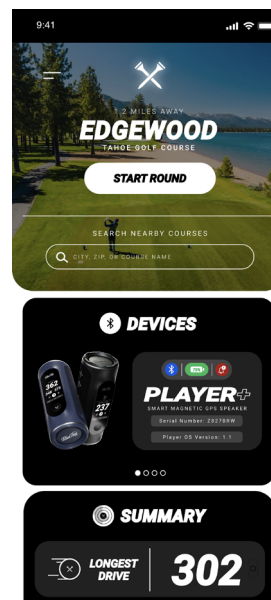 9:41
1.2 MILES AWAY
EDGEWOOD
TAHOE GOLF COURSE
START ROUND
SEARCH NEARBY COURSES
CITY, ZIP, OR COURSE NAME
DEVICES
362
237
PLAYER+
SMART MAGNETIC GPS SPEAKER
Serial Number: Z627BRW
Player OS Version: 1.1
SUMMARY
LONGEST
DRIVE
302